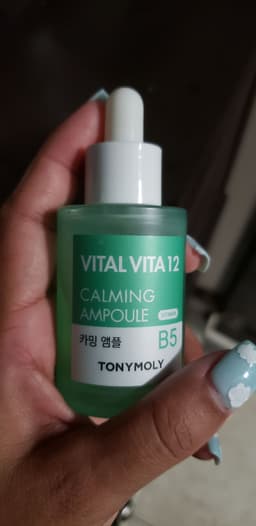 VITAL VITA 12
CALMING
AMPOULE
카밍 앰플
B5
TONYMOLY